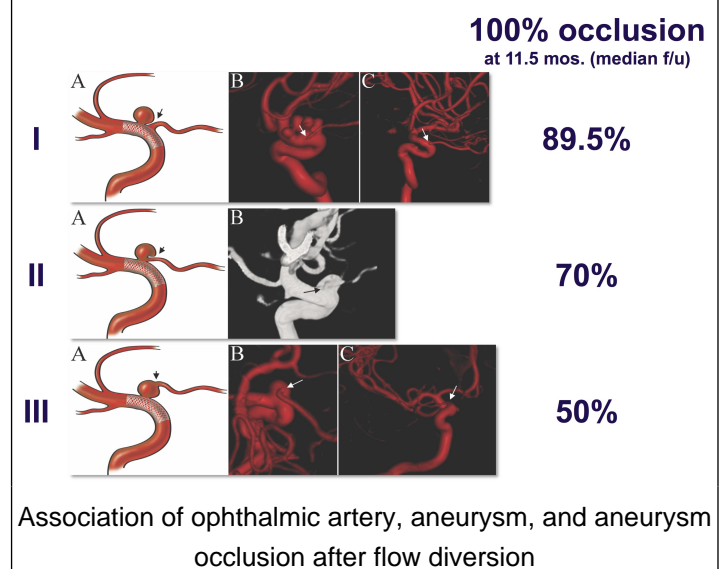 100% occlusion
at 11.5 mos. (median f/u)
A
B
C
I
89.5%
A
B
II
70%
A
B
C
III
50%
Association of ophthalmic artery, aneurysm, and aneurysm
occlusion after flow diversion